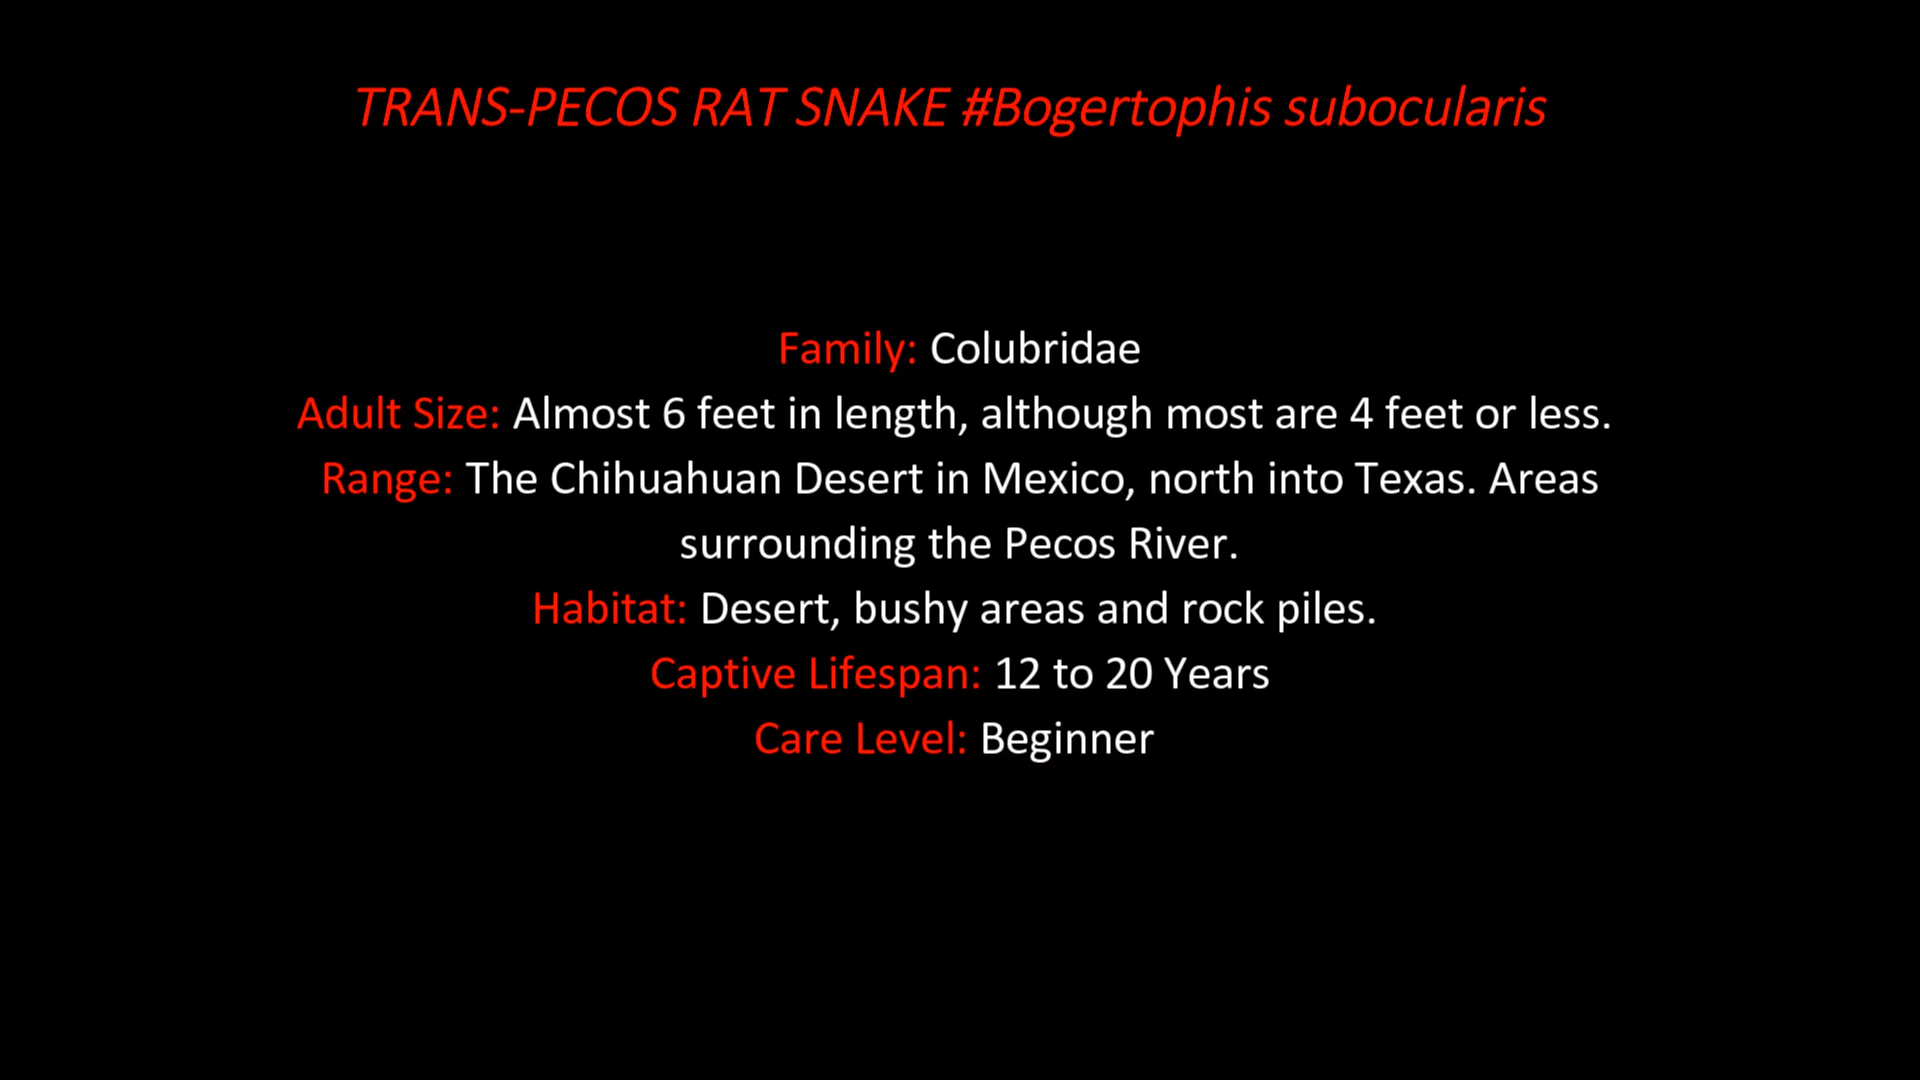 TRANS-PECOS RAT SNAKE #Bogertophis subocularis
Family: Colubridae
Adult Size: Almost 6 feet in length, although most are 4 feet or less.
Range: The Chihuahuan Desert in Mexico, north into Texas. Areas
surrounding the Pecos River.
Habitat: Desert, bushy areas and rock piles.
Captive Lifespan: 12 to 20 Years
Care Level: Beginner